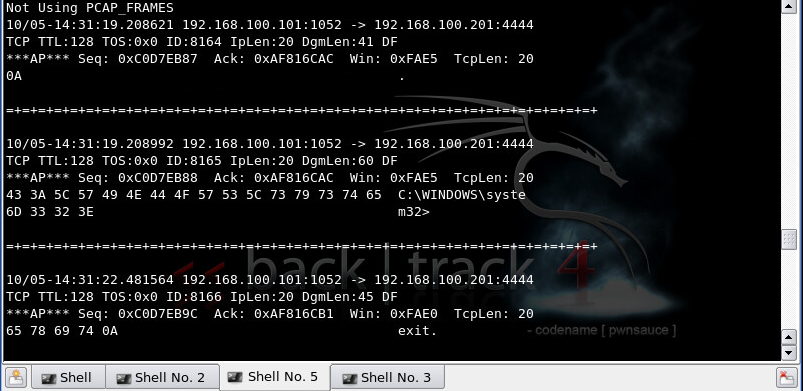 Not Using PCAP_FRAMES
10/05-14:31:19.208621 192.168.100.101:1052 -> 192.168.100.201:4444
TCP TTL:128 TOS:0x0 ID:8164 IpLen:20 DgmLen:41 DF
***AP*** Seq: 0xC0D7EB87  Ack: 0xAF816CAC  Win: 0xFAE5  TcpLen: 20
0A                                               .
=+=+=+=+=+=+=+=+=+=+=+=+=+=+=+=+=+=+=+=+=+=+=+=+=+=+=+=+=+=+=+=+=+=+=+=+=+
10/05-14:31:19.208992 192.168.100.101:1052 -> 192.168.100.201:4444
TCP TTL:128 TOS:0x0 ID:8165 IpLen:20 DgmLen:60 DF
***AP*** Seq: 0xC0D7EB88  Ack: 0xAF816CAC  Win: 0xFAE5  TcpLen: 20
43 3A 5C 57 49 4E 44 4F 57 53 5C 73 79 73 74 65  C:\WINDOWS\syste
6D 33 32 3E                                      m32>
=+=+=+=+=+=+=+=+=+=+=+=+=+=+=+=+=+=+=+=+=+=+=+=+=+=+=+=+=+=+=+=+=+=+=+=+=+
10/05-14:31:22.481564 192.168.100.101:1052 -> 192.168.100.201:4444
TCP TTL:128 TOS:0x0 ID:8166 IpLen:20 DgmLen:45 DF
***AP*** Seq: 0xC0D7EB9C  Ack: 0xAF816CB1  Win: 0xFAE0  TcpLen: 20
65 78 69 74 0A                                   exit.
<< back | track 4
- codename [ pwnsauce ]
Shell Shell No. 2 Shell No. 5 Shell No. 3